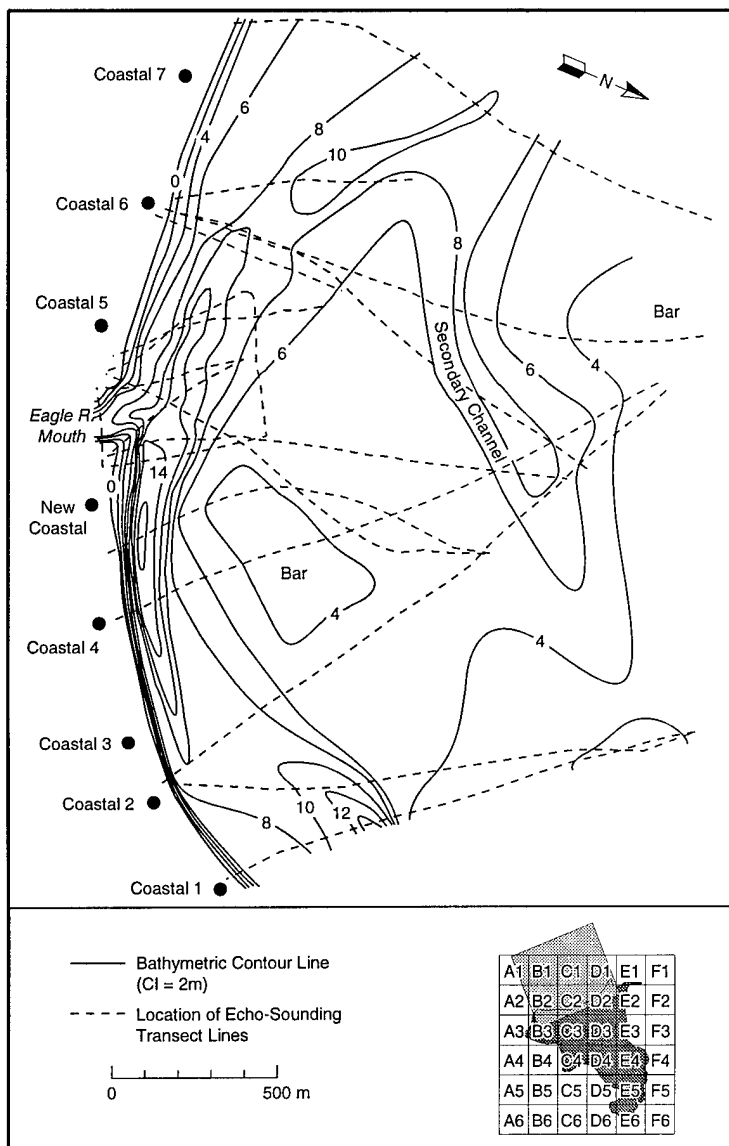 Coastal 7
N
6
4
8
10
0
Coastal 6
8
Coastal 5
Bar
6
4
6
Secondary Channel
Eagle R.
Mouth
14
0
New
Coastal
Bar
4
Coastal 4
4
Coastal 3
Coastal 2
10
12
8
Coastal 1
Bathymetric Contour Line
(CI = 2m)
Location of Echo-Sounding
Transect Lines
0 500 m
A1 B1 C1 D1 E1 F1
A2 B2 C2 D2 E2 F2
A3 B3 C3 D3 E3 F3
A4 B4 C4 D4 E4 F4
A5 B5 C5 D5 E5 F5
A6 B6 C6 D6 E6 F6